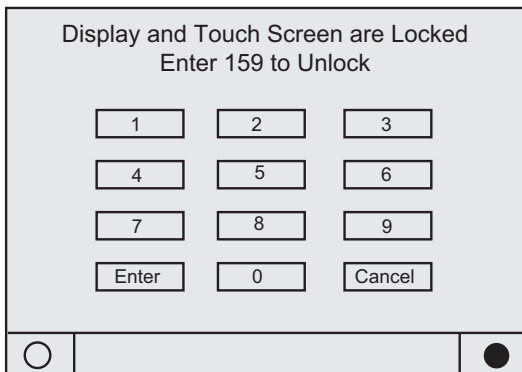 Display and Touch Screen are Locked
Enter 159 to Unlock
1 2 3
4 5 6
7 8 9
Enter 0 Cancel